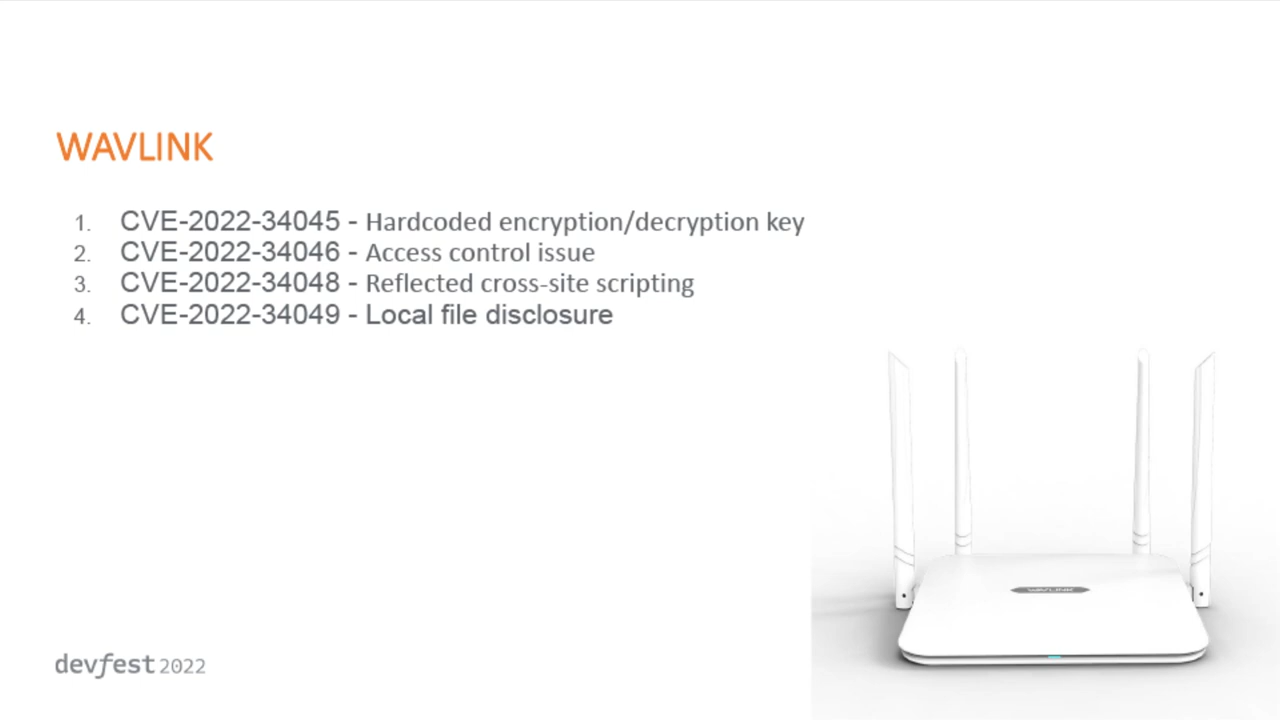 WAVLINK
1. CVE-2022-34045 - Hardcoded encryption/decryption key
2. CVE-2022-34046 - Access control issue
3. CVE-2022-34048 - Reflected cross-site scripting
4. CVE-2022-34049 - Local file disclosure
WAVLINK
devfest 2022